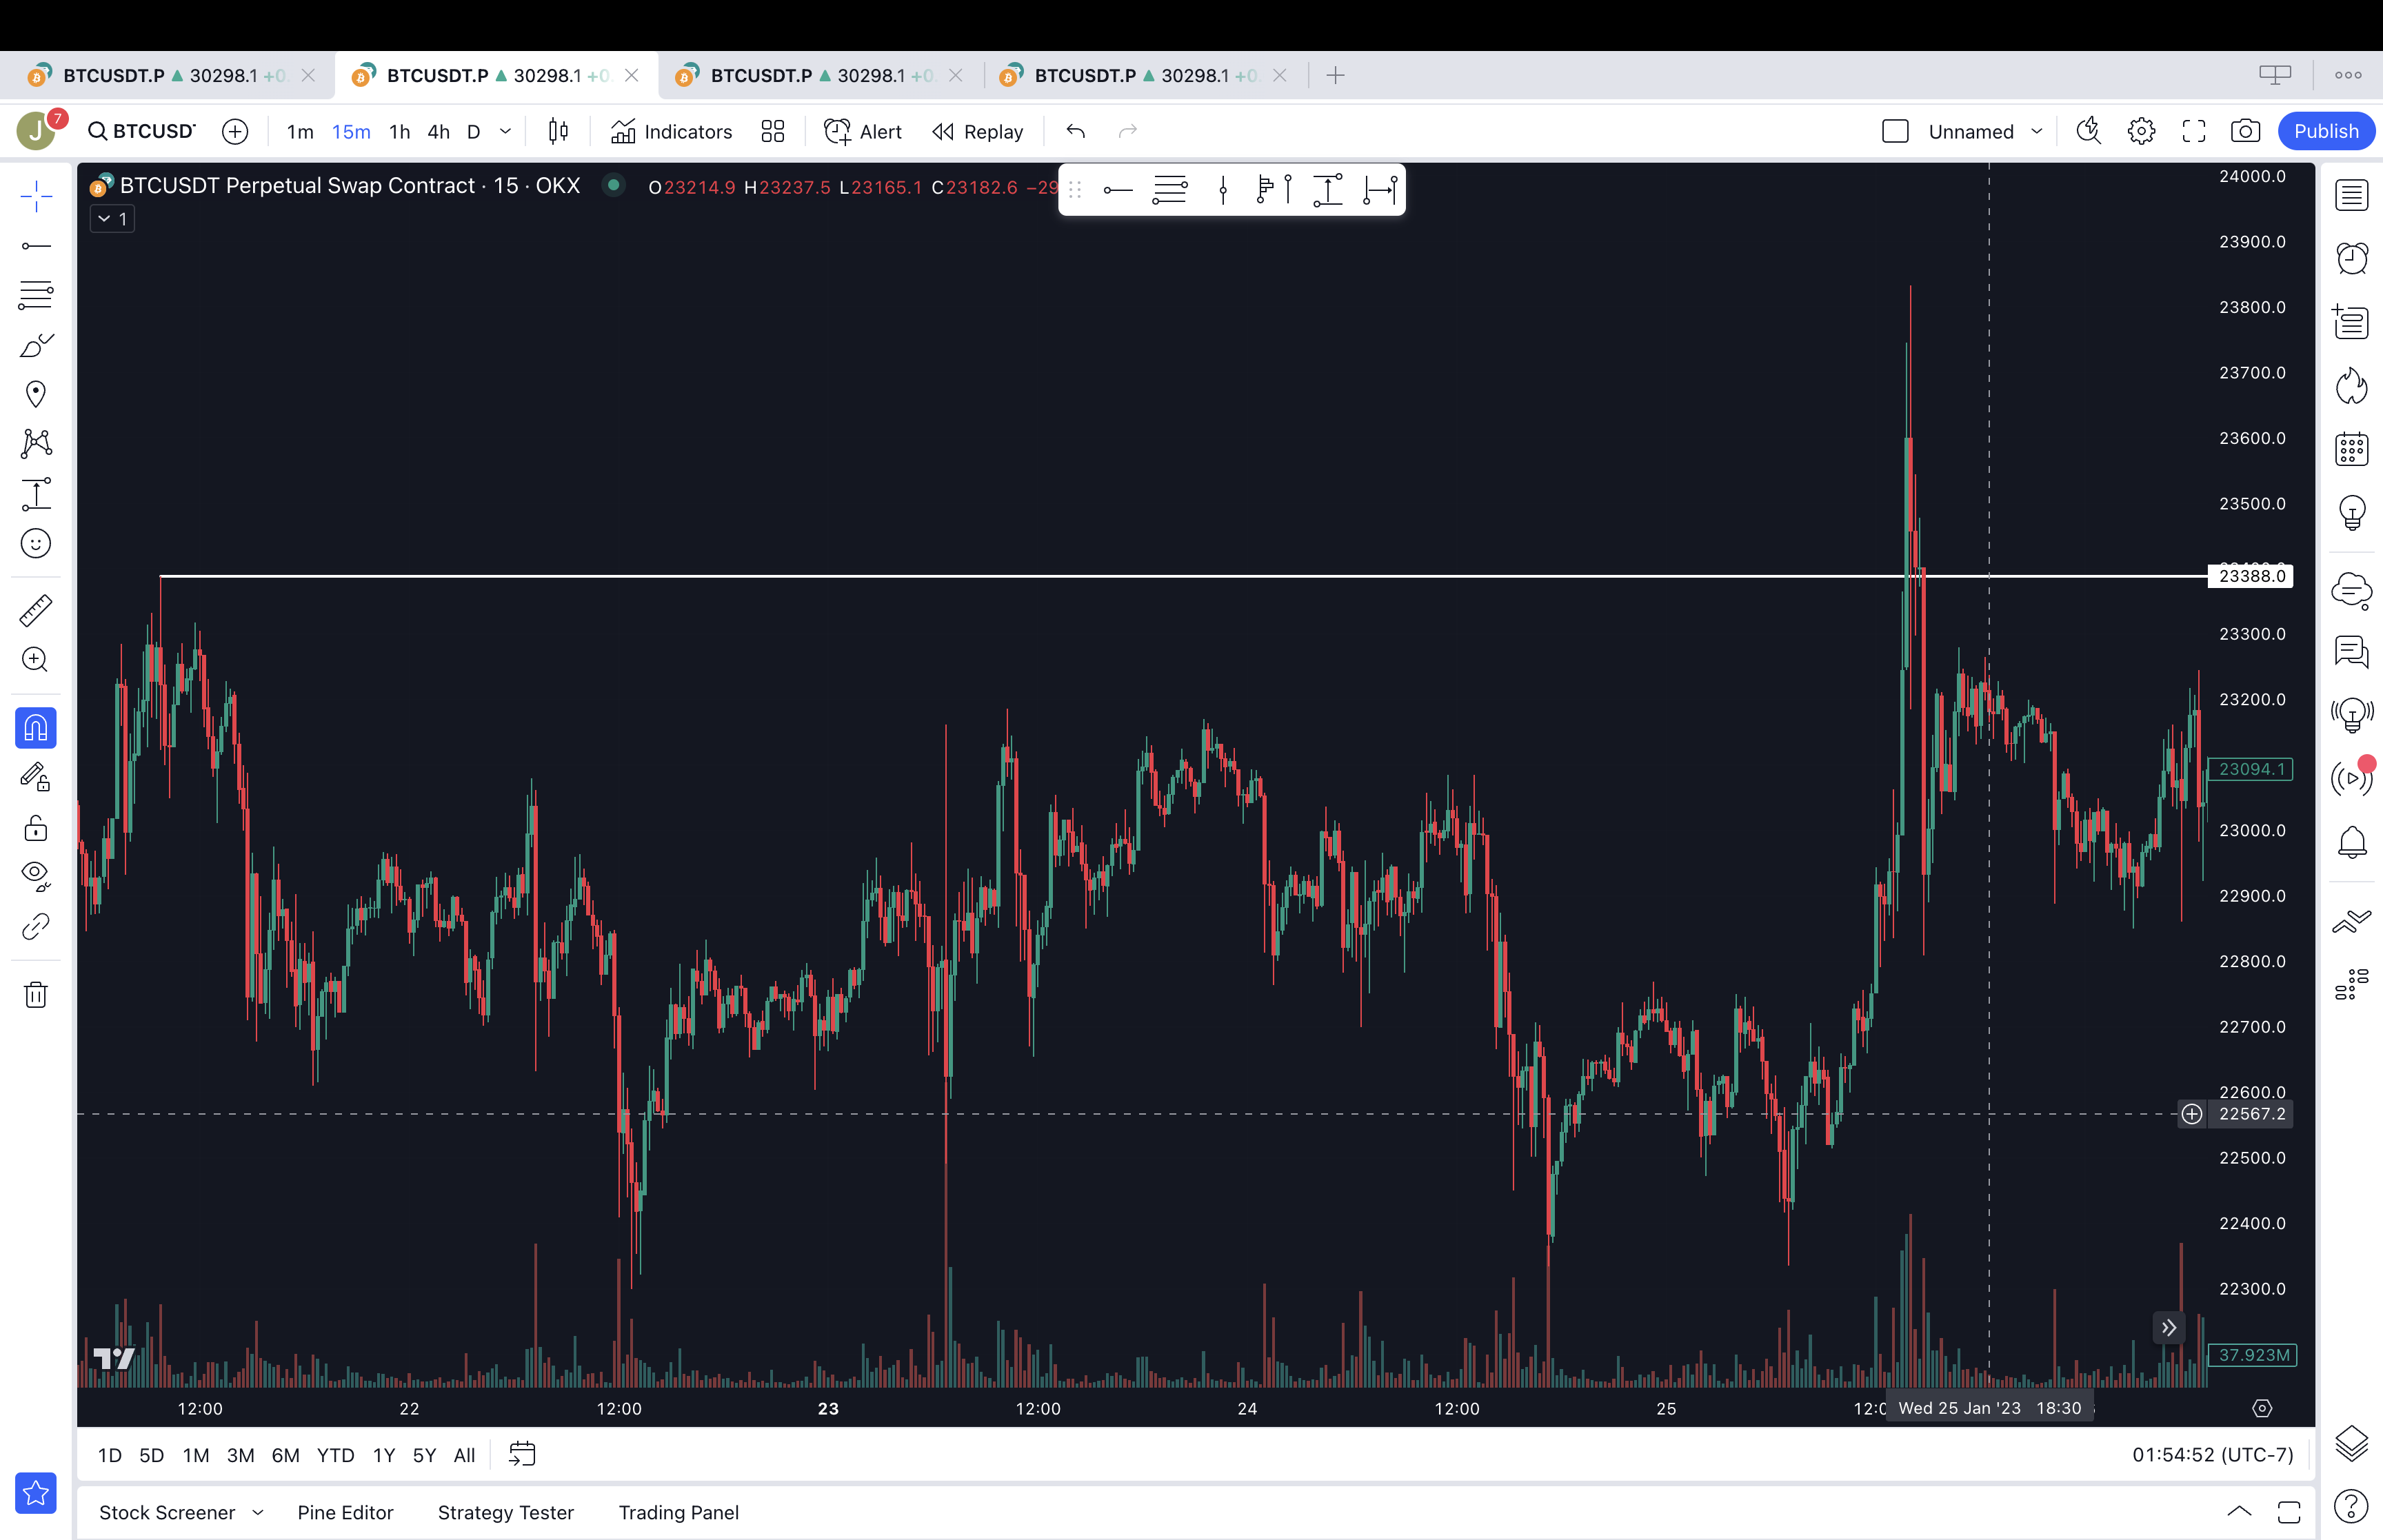 BTCUSDT.P ▲ 30298.1 +0. BTCUSDT.P ▲ 30298.1 +0. BTCUSDT.P ▲ 30298.1 +0. BTCUSDT.P ▲ 30298.1 +0.
J 7 BTCUSD 1m 15m 1h 4h D Indicators Alert Replay Unnamed Publish
BTCUSDT Perpetual Swap Contract · 15 · OKX O23214.9 H23237.5 L23165.1 C23182.6 −29
1
24000.0
23900.0
23800.0
23700.0
23600.0
23500.0
23388.0
23300.0
23200.0
23094.1
23000.0
22900.0
22800.0
22700.0
22600.0
22567.2
22500.0
22400.0
22300.0
37.923M
12:00 22 12:00 23 12:00 24 12:00 25 Wed 25 Jan '23 18:30
1D 5D 1M 3M 6M YTD 1Y 5Y All 01:54:52 (UTC-7)
Stock Screener Pine Editor Strategy Tester Trading Panel